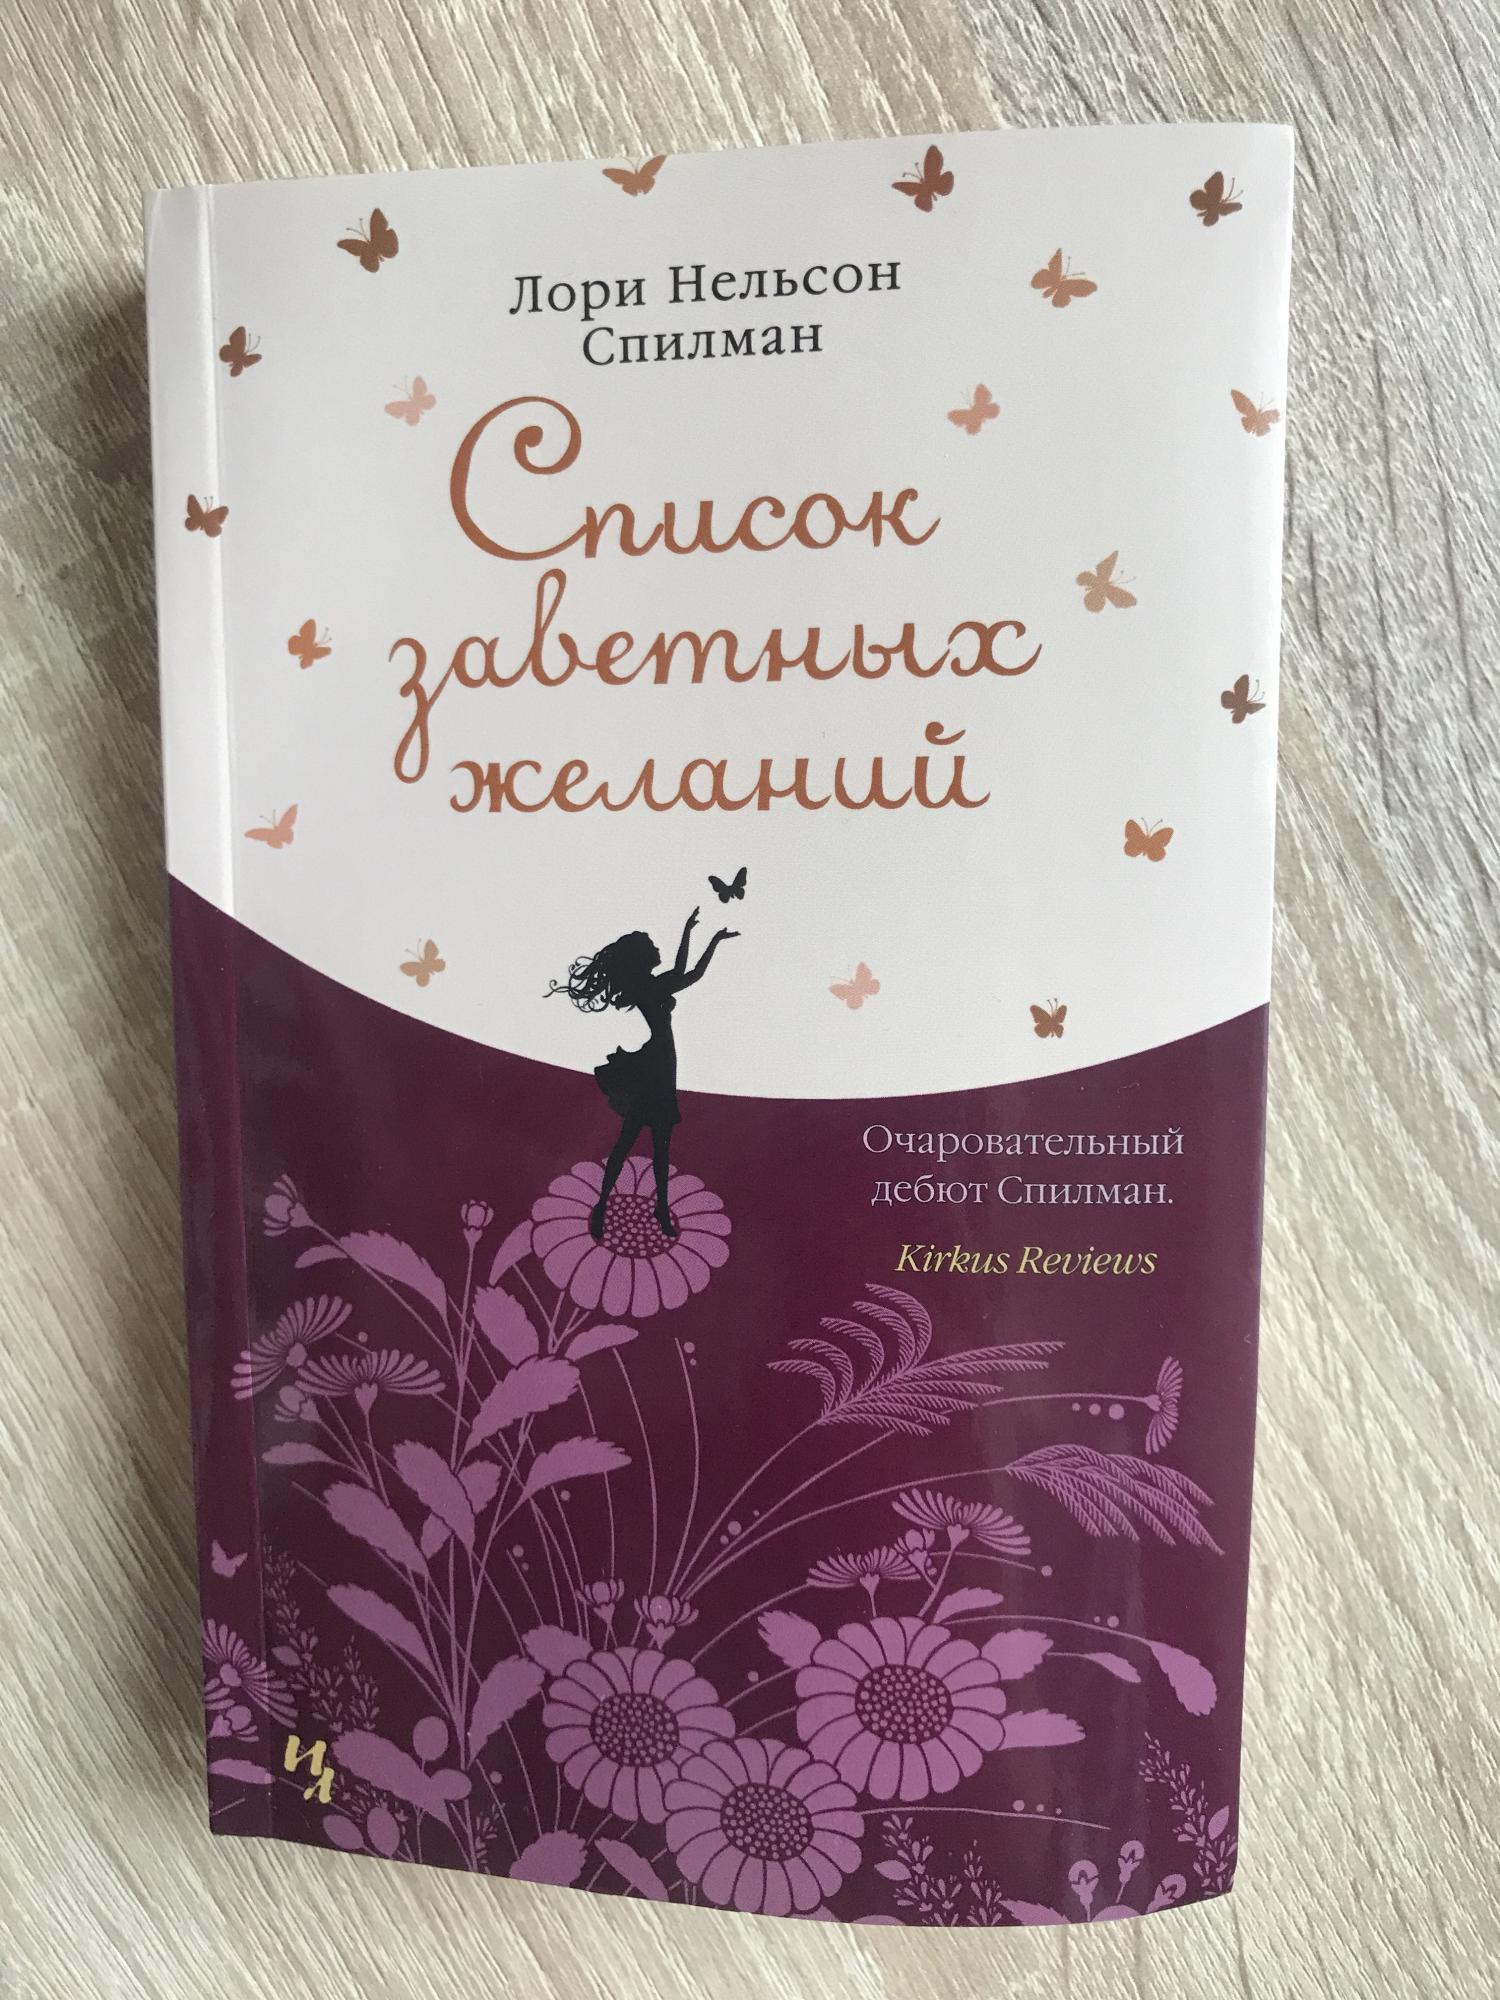 Лори Нельсон
Спилман
Список
заветных
желаний
Очаровательный
дебют Спилман.
Kirkus Reviews
И
Л